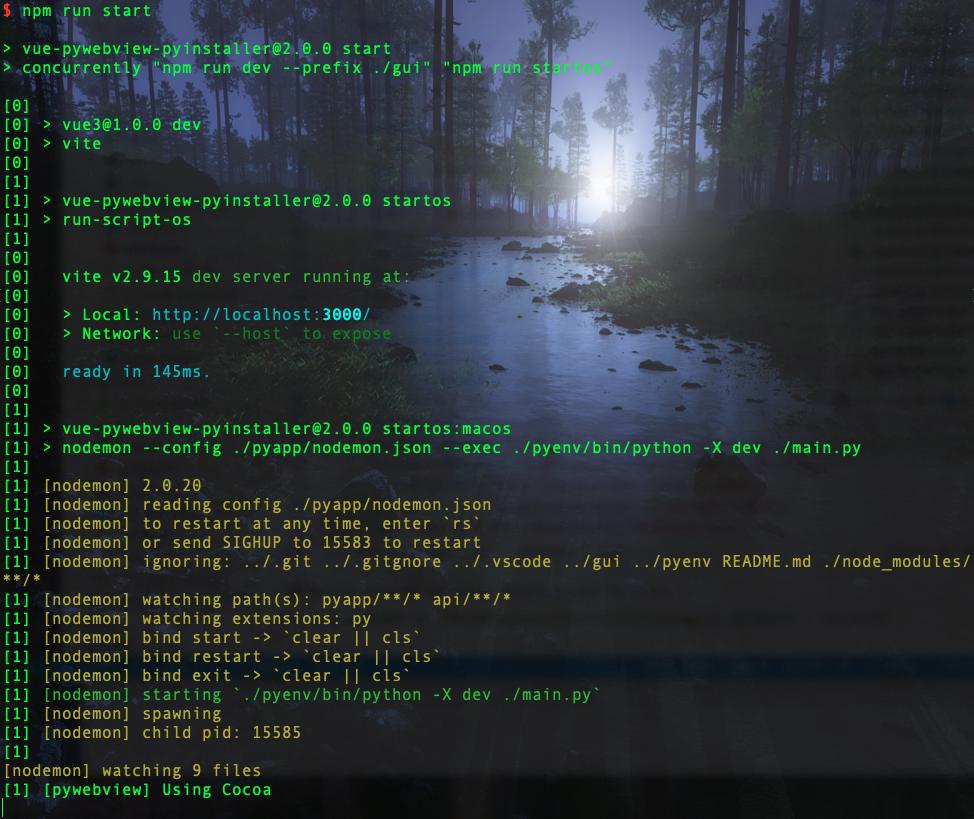 $ npm run start
> vue-pywebview-pyinstaller@2.0.0 start
> concurrently "npm run dev --prefix ./gui" "npm run startos"
[0]
[0] > vue3@1.0.0 dev
[0] > vite
[0]
[1]
[1] > vue-pywebview-pyinstaller@2.0.0 startos
[1] > run-script-os
[1]
[0]
[0]   vite v2.9.15 dev server running at:
[0]
[0]   > Local: http://localhost:3000/
[0]   > Network: use `--host` to expose
[0]
[0]   ready in 145ms.
[0]
[1]
[1] > vue-pywebview-pyinstaller@2.0.0 startos:macos
[1] > nodemon --config ./pyapp/nodemon.json --exec ./pyenv/bin/python -X dev ./main.py
[1]
[1] [nodemon] 2.0.20
[1] [nodemon] reading config ./pyapp/nodemon.json
[1] [nodemon] to restart at any time, enter `rs`
[1] [nodemon] or send SIGHUP to 15583 to restart
[1] [nodemon] ignoring: ../.git ../.gitgnore ../.vscode ../gui ../pyenv README.md ./node_modules/
**/*
[1] [nodemon] watching path(s): pyapp/**/* api/**/*
[1] [nodemon] watching extensions: py
[1] [nodemon] bind start -> `clear || cls`
[1] [nodemon] bind restart -> `clear || cls`
[1] [nodemon] bind exit -> `clear || cls`
[1] [nodemon] starting `./pyenv/bin/python -X dev ./main.py`
[1] [nodemon] spawning
[1] [nodemon] child pid: 15585
[1]
[nodemon] watching 9 files
[1] [pywebview] Using Cocoa